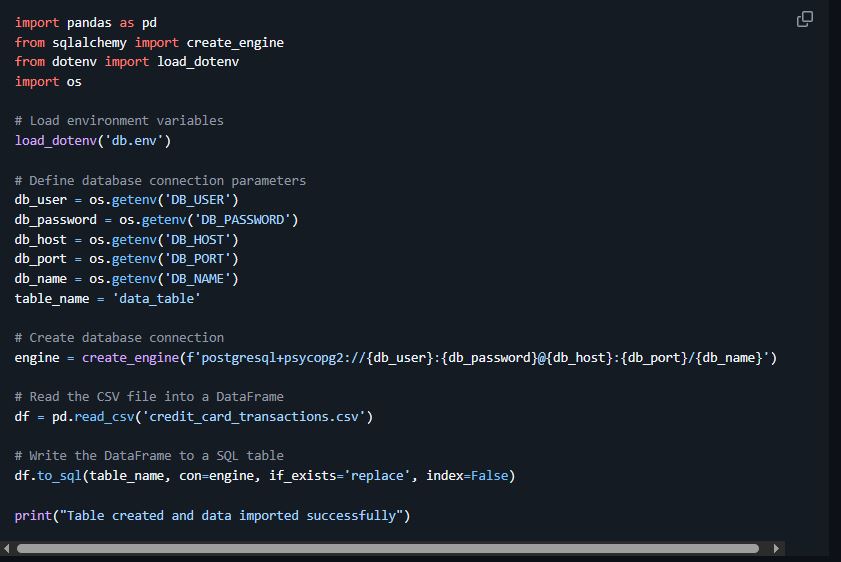 import pandas as pd
from sqlalchemy import create_engine
from dotenv import load_dotenv
import os
# Load environment variables
load_dotenv('db.env')
# Define database connection parameters
db_user = os.getenv('DB_USER')
db_password = os.getenv('DB_PASSWORD')
db_host = os.getenv('DB_HOST')
db_port = os.getenv('DB_PORT')
db_name = os.getenv('DB_NAME')
table_name = 'data_table'
# Create database connection
engine = create_engine(f'postgresql+psycopg2://{db_user}:{db_password}@{db_host}:{db_port}/{db_name}')
# Read the CSV file into a DataFrame
df = pd.read_csv('credit_card_transactions.csv')
# Write the DataFrame to a SQL table
df.to_sql(table_name, con=engine, if_exists='replace', index=False)
print("Table created and data imported successfully")